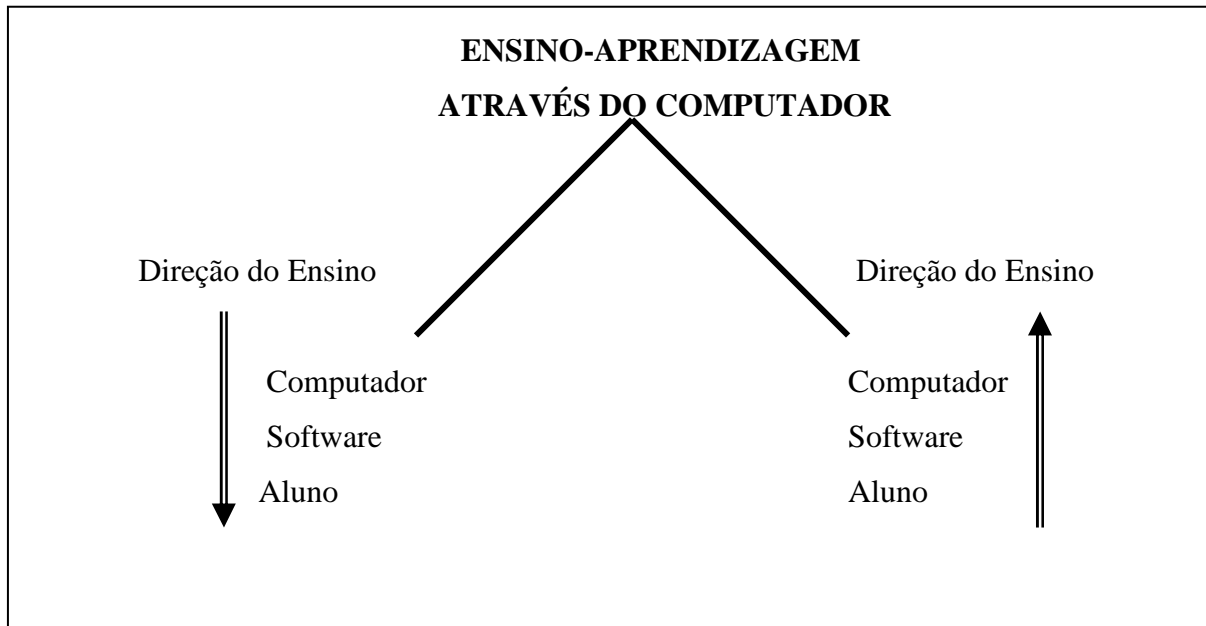 ENSINO-APRENDIZAGEM
ATRAVÉS DO COMPUTADOR
Direção do Ensino
Computador
Software
Aluno
Direção do Ensino
Computador
Software
Aluno